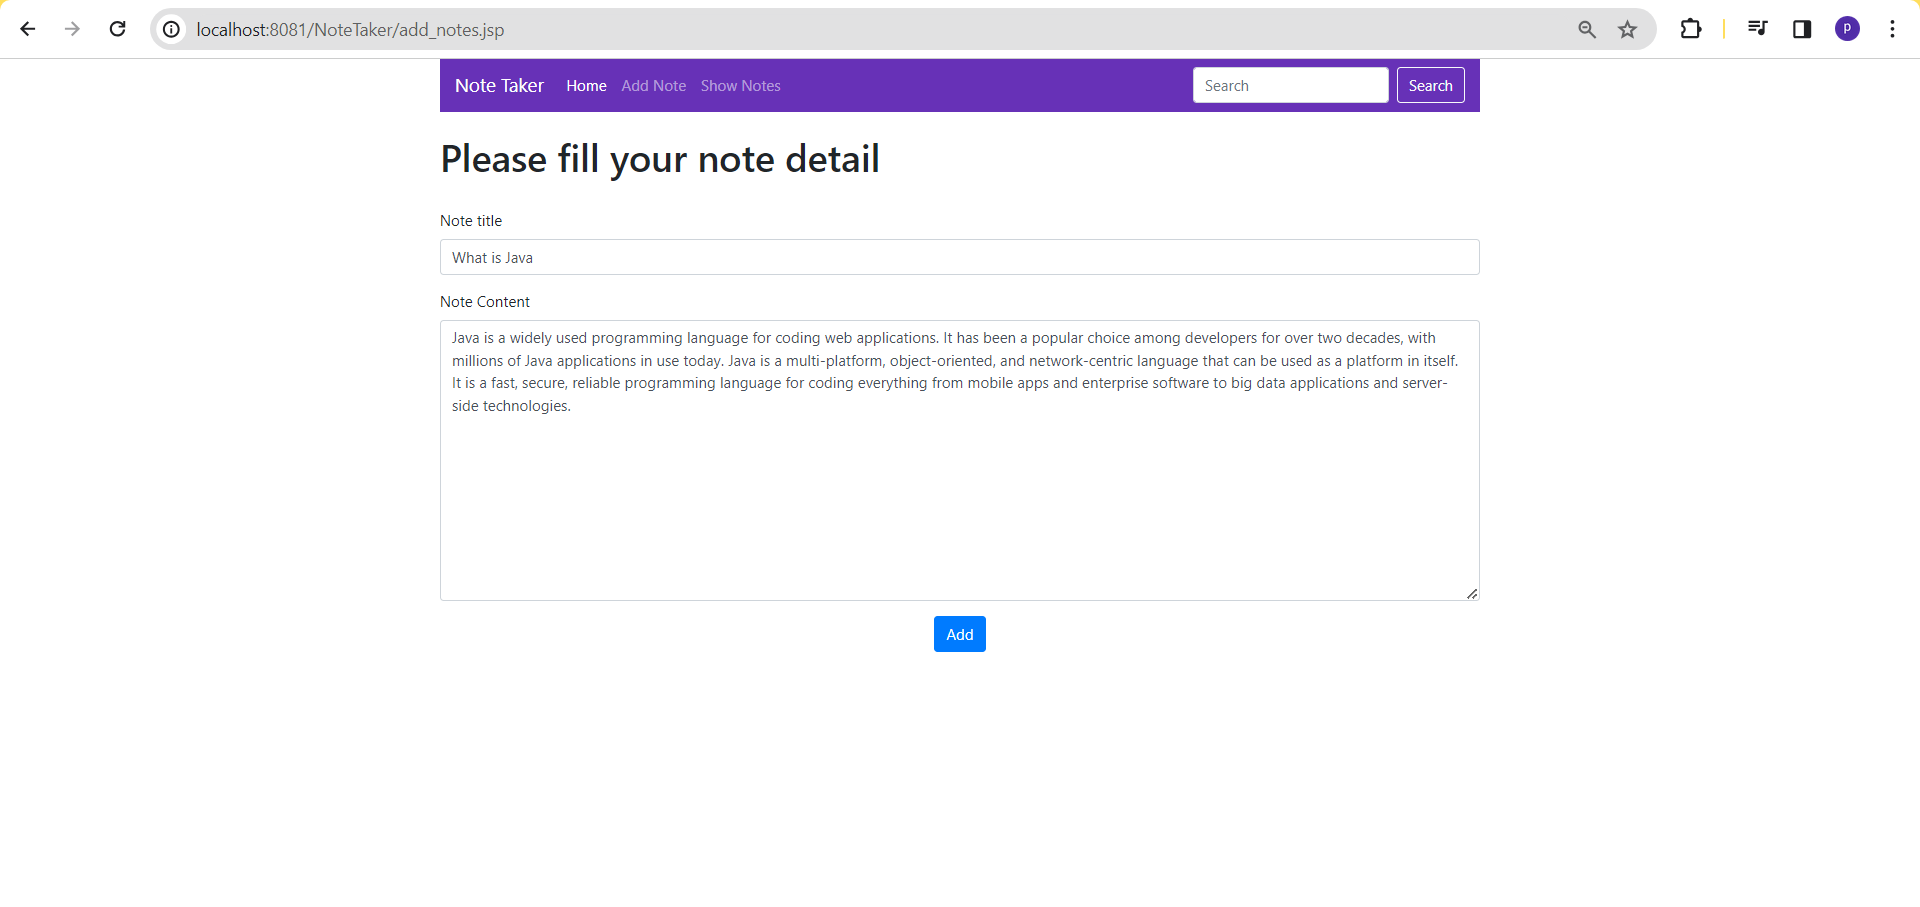 localhost:8081/NoteTaker/add_notes.jsp
p
Note Taker Home Add Note Show Notes Search Search
Please fill your note detail
Note title
What is Java
Note Content
Java is a widely used programming language for coding web applications. It has been a popular choice among developers for over two decades, with
millions of Java applications in use today. Java is a multi-platform, object-oriented, and network-centric language that can be used as a platform in itself.
It is a fast, secure, reliable programming language for coding everything from mobile apps and enterprise software to big data applications and server-
side technologies.
Add